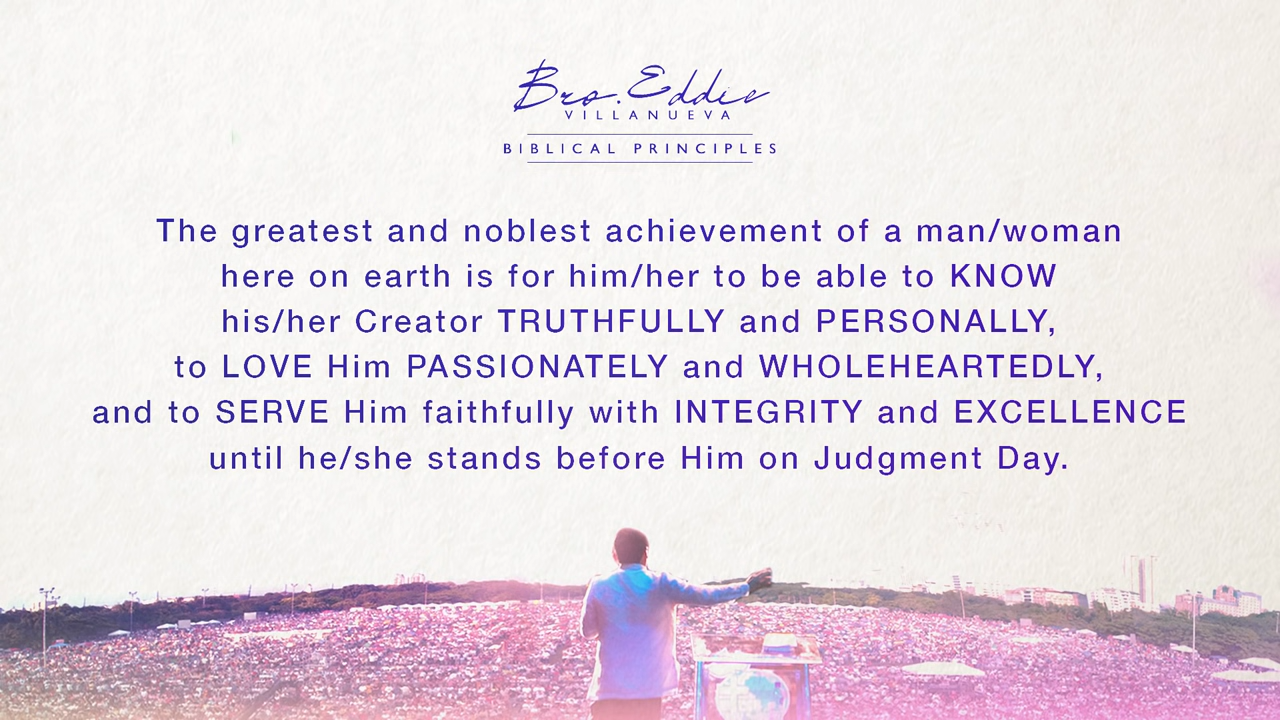 Bro. Eddie
VILLANUEVA
BIBLICAL PRINCIPLES
The greatest and noblest achievement of a man/woman
here on earth is for him/her to be able to KNOW
his/her Creator TRUTHFULLY and PERSONALLY,
to LOVE Him PASSIONATELY and WHOLEHEARTEDLY,
and to SERVE Him faithfully with INTEGRITY and EXCELLENCE
until he/she stands before Him on Judgment Day.